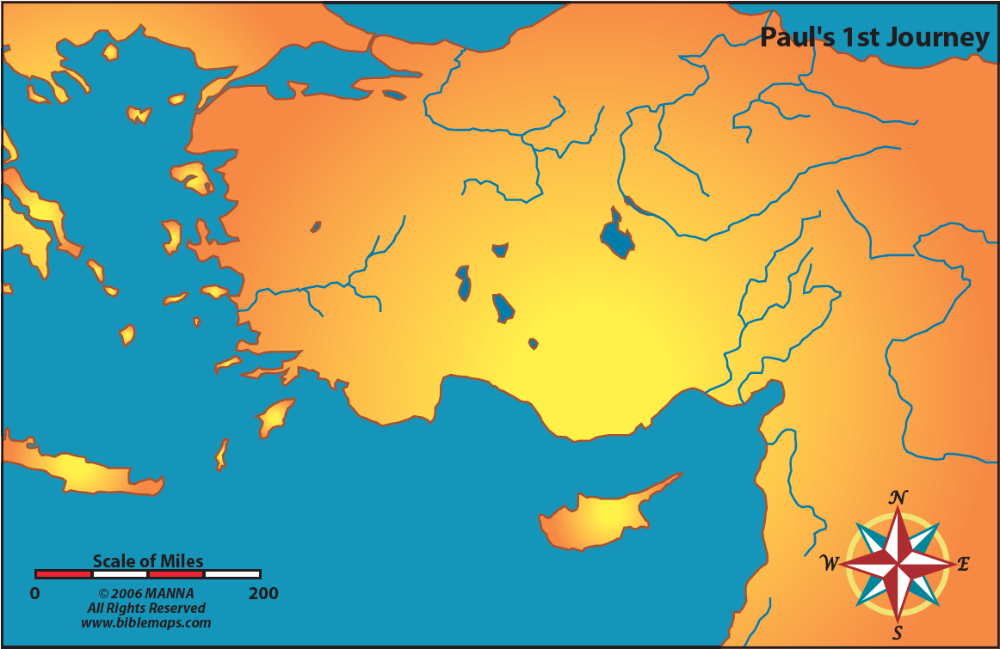 Paul's 1st Journey
N
W
E
S
Scale of Miles
0
200
© 2006 MANNA
All Rights Reserved
www.biblemaps.com